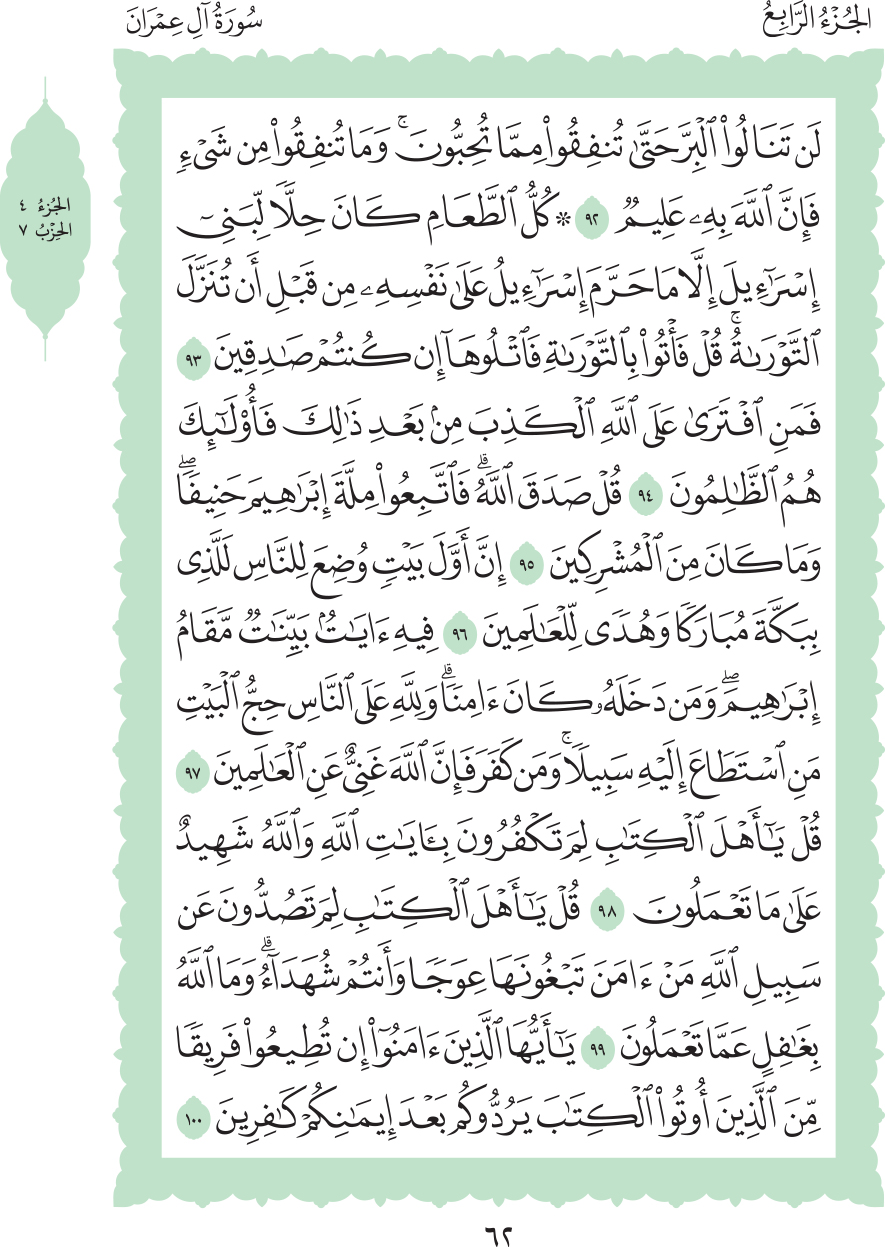 الجُزْءُ الرَّابِعُ
سُورَةُ آلِ عِمْرَانَ
الجُزءُ ٤
الحِزْبُ ٧
لَن تَنَالُوا۟ ٱلْبِرَّ حَتَّىٰ تُنفِقُوا۟ مِمَّا تُحِبُّونَ ۚ وَمَا تُنفِقُوا۟ مِن شَىْءٍ
فَإِنَّ ٱللَّهَ بِهِۦ عَلِيمٌ ٩٢ ۞ كُلُّ ٱلطَّعَامِ كَانَ حِلًّا لِّبَنِىٓ
إِسْرَٰٓءِيلَ إِلَّا مَا حَرَّمَ إِسْرَٰٓءِيلُ عَلَىٰ نَفْسِهِۦ مِن قَبْلِ أَن تُنَزَّلَ
ٱلتَّوْرَىٰةُ ۗ قُلْ فَأْتُوا۟ بِٱلتَّوْرَىٰةِ فَٱتْلُوهَآ إِن كُنتُمْ صَـٰدِقِينَ ٩٣
فَمَنِ ٱفْتَرَىٰ عَلَى ٱللَّهِ ٱلْكَذِبَ مِنۢ بَعْدِ ذَٰلِكَ فَأُو۟لَـٰٓئِكَ
هُمُ ٱلظَّـٰلِمُونَ ٩٤ قُلْ صَدَقَ ٱللَّهُ ۗ فَٱتَّبِعُوا۟ مِلَّةَ إِبْرَٰهِيمَ حَنِيفًا ۖ
وَمَا كَانَ مِنَ ٱلْمُشْرِكِينَ ٩٥ إِنَّ أَوَّلَ بَيْتٍ وُضِعَ لِلنَّاسِ لَلَّذِى
بِبَكَّةَ مُبَارَكًا وَهُدًى لِّلْعَـٰلَمِينَ ٩٦ فِيهِ ءَايَـٰتٌۢ بَيِّنَـٰتٌ مَّقَامُ
إِبْرَٰهِيمَ ۖ وَمَن دَخَلَهُۥ كَانَ ءَامِنًا ۗ وَلِلَّهِ عَلَى ٱلنَّاسِ حِجُّ ٱلْبَيْتِ
مَنِ ٱسْتَطَاعَ إِلَيْهِ سَبِيلًا ۚ وَمَن كَفَرَ فَإِنَّ ٱللَّهَ غَنِىٌّ عَنِ ٱلْعَـٰلَمِينَ ٩٧
قُلْ يَـٰٓأَهْلَ ٱلْكِتَـٰبِ لِمَ تَكْفُرُونَ بِـَٔايَـٰتِ ٱللَّهِ وَٱللَّهُ شَهِيدٌ
عَلَىٰ مَا تَعْمَلُونَ ٩٨ قُلْ يَـٰٓأَهْلَ ٱلْكِتَـٰبِ لِمَ تَصُدُّونَ عَن
سَبِيلِ ٱللَّهِ مَنْ ءَامَنَ تَبْغُونَهَا عِوَجًا وَأَنتُمْ شُهَدَآءُ ۗ وَمَا ٱللَّهُ
بِغَـٰفِلٍ عَمَّا تَعْمَلُونَ ٩٩ يَـٰٓأَيُّهَا ٱلَّذِينَ ءَامَنُوٓا۟ إِن تُطِيعُوا۟ فَرِيقًا
مِّنَ ٱلَّذِينَ أُوتُوا۟ ٱلْكِتَـٰبَ يَرُدُّوكُم بَعْدَ إِيمَـٰنِكُمْ كَـٰفِرِينَ ١٠٠
٦٢